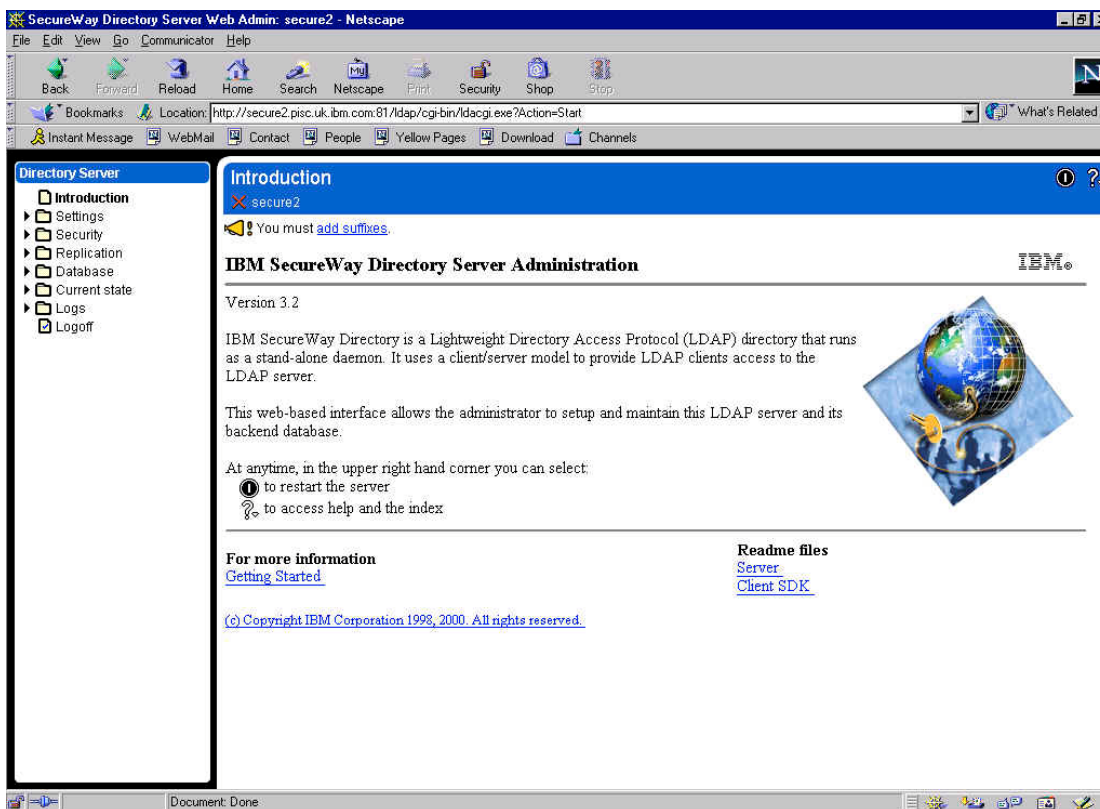 SecureWay Directory Server Web Admin: secure2 - Netscape
File Edit View Go Communicator Help
Back Forward Reload Home Search Netscape Print Security Shop Stop
My
N
Bookmarks Location: http://secure2.pisc.uk.ibm.com:81/ldap/cgi-bin/ldacgi.exe?Action=Start What's Related
Instant Message WebMail Contact People Yellow Pages Download Channels
Directory Server
Introduction
Settings
Security
Replication
Database
Current state
Logs
Logoff
Introduction
secure2
You must add suffixes.
IBM SecureWay Directory Server Administration
IBM®
Version 3.2
IBM SecureWay Directory is a Lightweight Directory Access Protocol (LDAP) directory that runs
as a stand-alone daemon. It uses a client/server model to provide LDAP clients access to the
LDAP server.
This web-based interface allows the administrator to setup and maintain this LDAP server and its
backend database.
At anytime, in the upper right hand corner you can select:
to restart the server
? to access help and the index
For more information
Getting Started
Readme files
Server
Client SDK
(c) Copyright IBM Corporation 1998, 2000. All rights reserved.
Document: Done